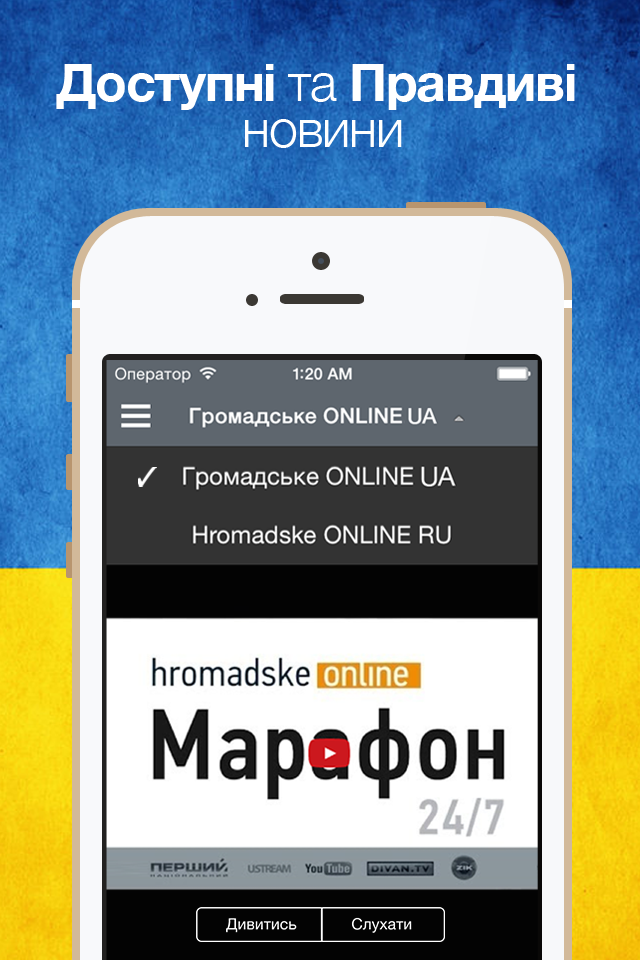 Доступні та Правдиві
НОВИНИ
Оператор 1:20 AM
Громадське ONLINE UA
✓ Громадське ONLINE UA
Hromadske ONLINE RU
hromadske online
Марафон
24/7
ПЕРШИЙ USTREAM YouTube DIVAN.TV ZIK
НАЦІОНАЛЬНИЙ
Дивитись Слухати